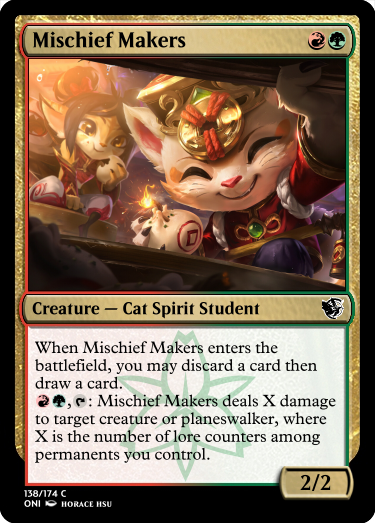 Mischief Makers
Creature — Cat Spirit Student
When Mischief Makers enters the
battlefield, you may discard a card then
draw a card.
, : Mischief Makers deals X damage
to target creature or planeswalker, where
X is the number of lore counters among
permanents you control.
2/2
138/174 C
ONI HORACE HSU